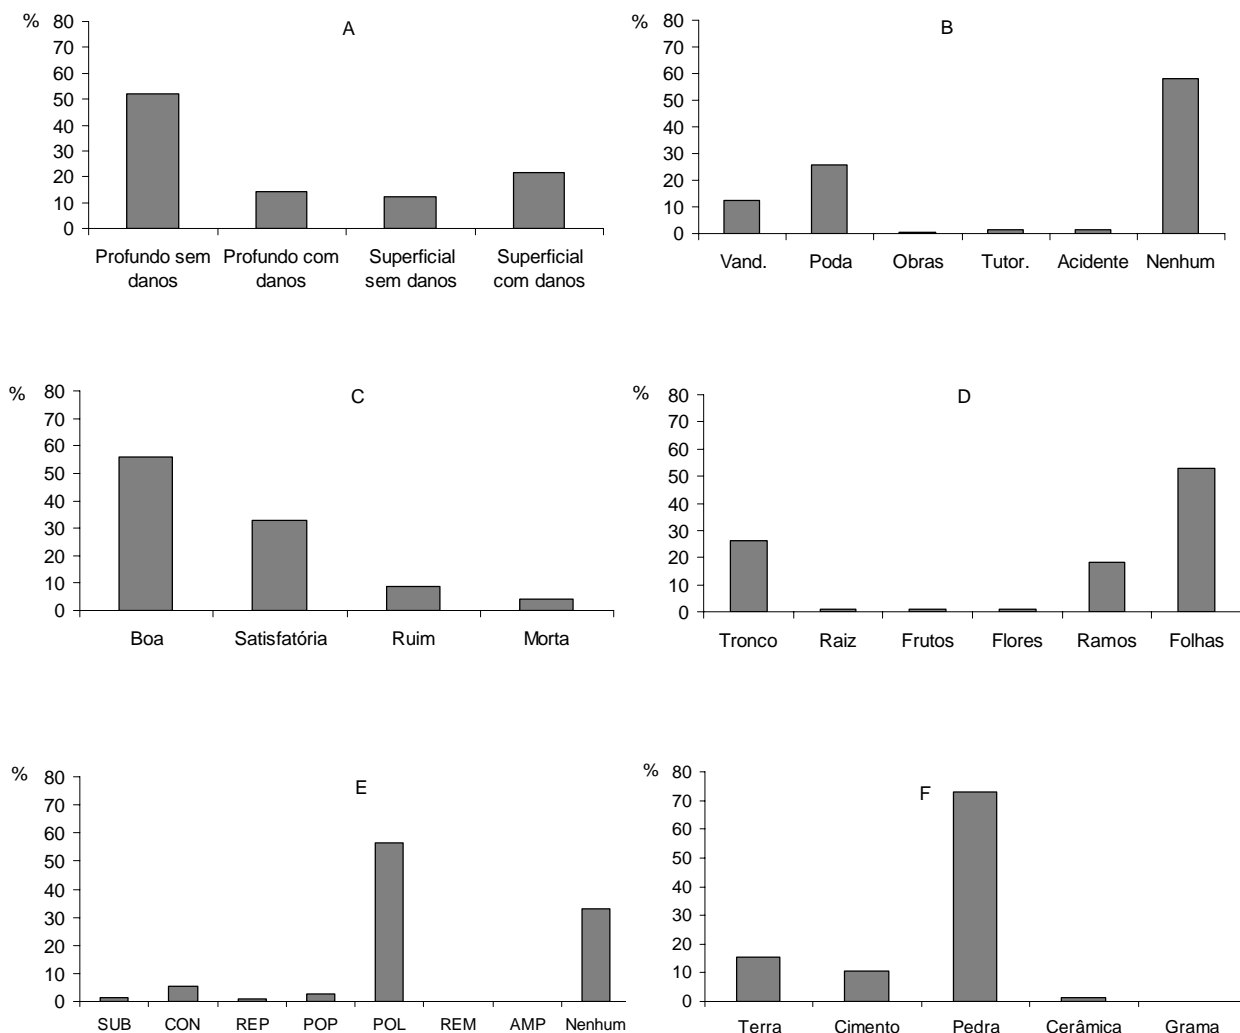 %
80
70
60
50
40
30
20
10
0
A
Profundo sem danos
Profundo com danos
Superficial sem danos
Superficial com danos
%
80
70
60
50
40
30
20
10
0
B
Vand.
Poda
Obras
Tutor.
Acidente
Nenhum
%
80
70
60
50
40
30
20
10
0
C
Boa
Satisfatória
Ruim
Morta
%
80
70
60
50
40
30
20
10
0
D
Tronco
Raiz
Frutos
Flores
Ramos
Folhas
%
80
70
60
50
40
30
20
10
0
E
SUB
CON
REP
POP
POL
REM
AMP
Nenhum
%
80
70
60
50
40
30
20
10
0
F
Terra
Cimento
Pedra
Cerâmica
Grama